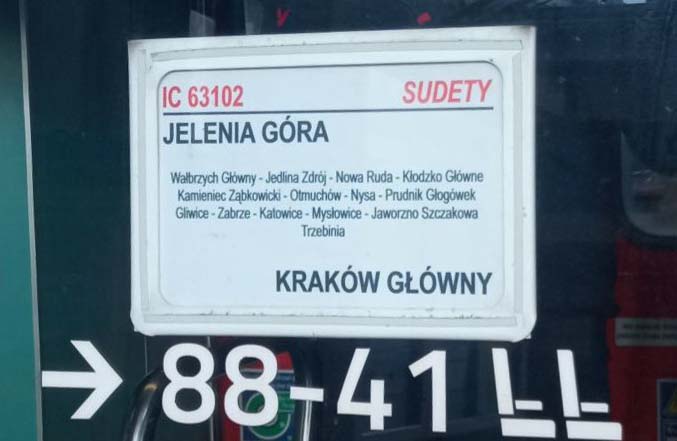 IC 63102 SUDETY
JELENIA GÓRA
Wałbrzych Główny - Jedlina Zdrój - Nowa Ruda - Kłodzko Główne
Kamieniec Ząbkowicki - Otmuchów - Nysa - Prudnik Głogówek
Gliwice - Zabrze - Katowice - Mysłowice - Jaworzno Szczakowa
Trzebinia
KRAKÓW GŁÓWNY
→ 88-41